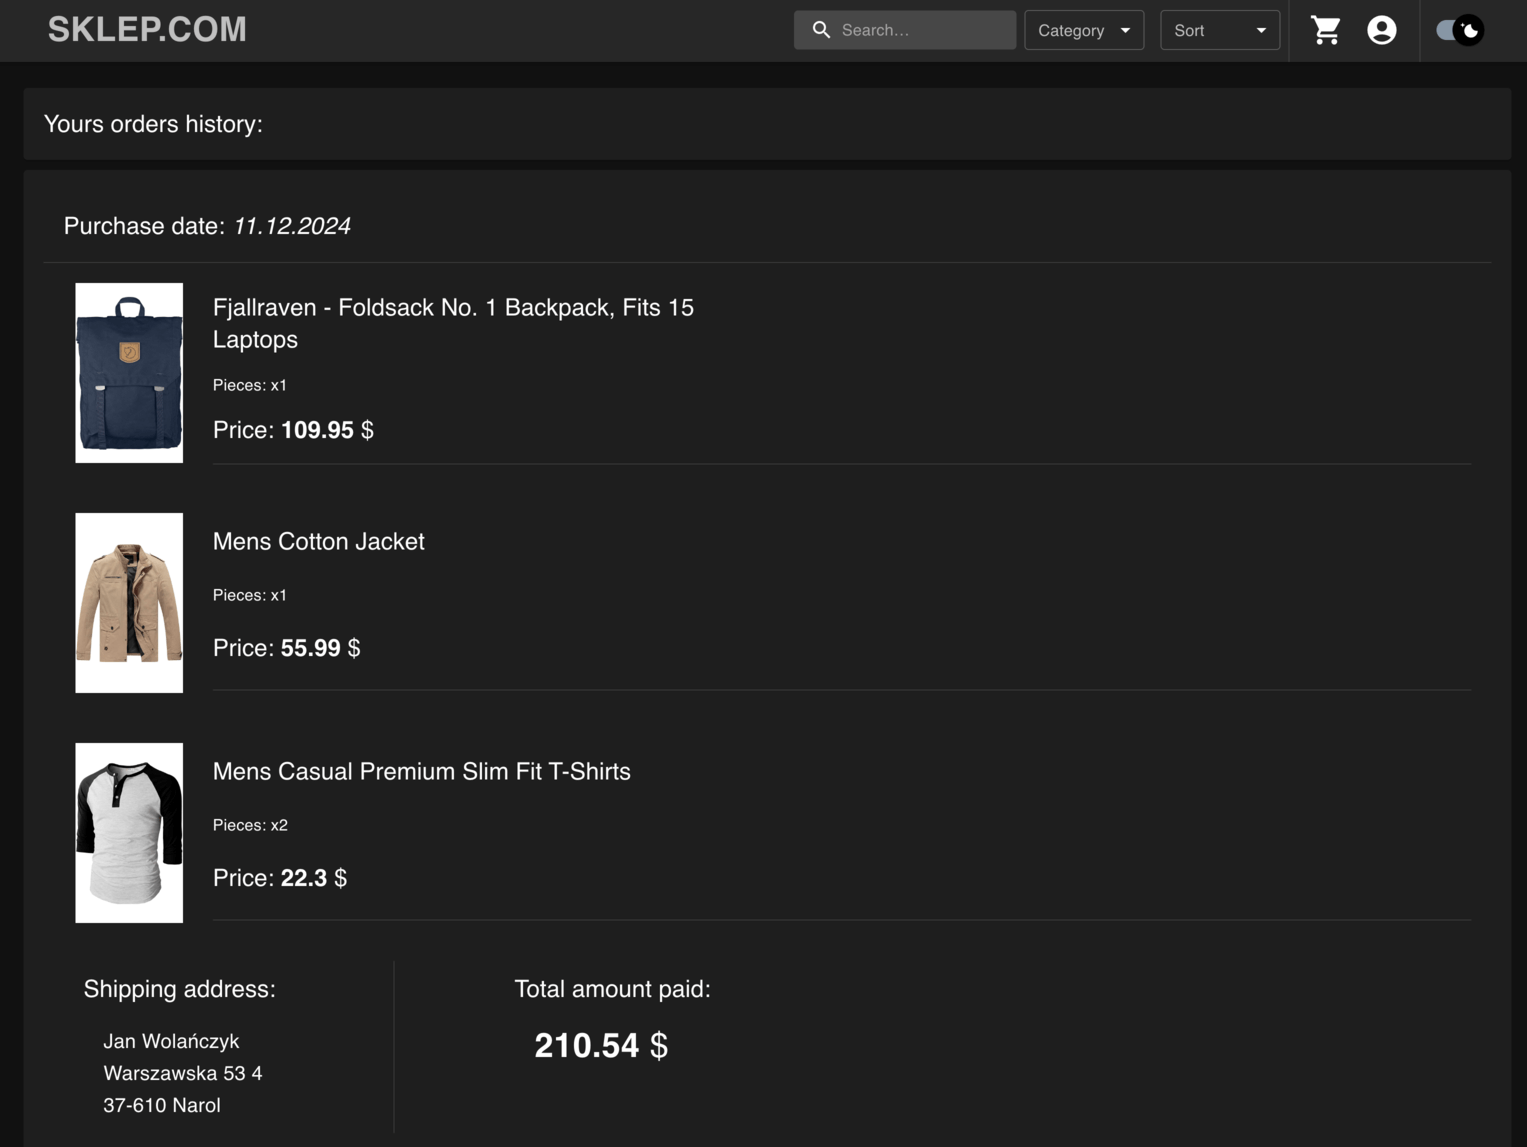 SKLEP.COM
Search...
Category
Sort
Yours orders history:
Purchase date: 11.12.2024
Fjallraven - Foldsack No. 1 Backpack, Fits 15
Laptops
Pieces: x1
Price: 109.95 $
Mens Cotton Jacket
Pieces: x1
Price: 55.99 $
Mens Casual Premium Slim Fit T-Shirts
Pieces: x2
Price: 22.3 $
Shipping address:
Jan Wolańczyk
Warszawska 53 4
37-610 Narol
Total amount paid:
210.54 $